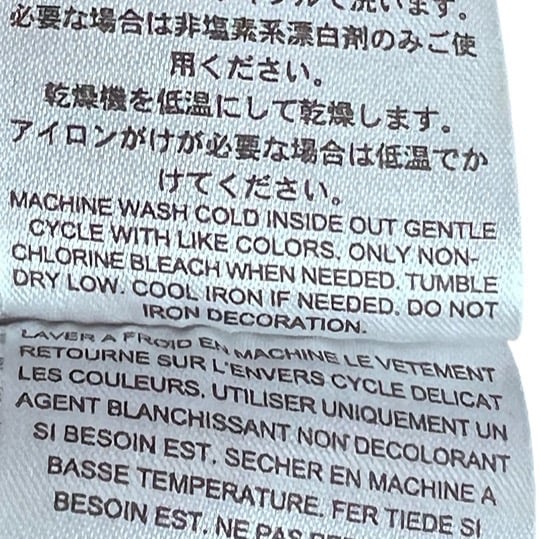 で洗います。
必要な場合は非塩素系漂白剤のみご使
用ください。
乾燥機を低温にして乾燥します。
アイロンがけが必要な場合は低温でか
けてください。
MACHINE WASH COLD INSIDE OUT GENTLE
CYCLE WITH LIKE COLORS. ONLY NON-
CHLORINE BLEACH WHEN NEEDED. TUMBLE
DRY LOW. COOL IRON IF NEEDED. DO NOT
IRON DECORATION.
LAVER A FROID EN MACHINE LE VETEMENT
RETOURNE SUR L'ENVERS CYCLE DELICAT
LES COULEURS. UTILISER UNIQUEMENT UN
AGENT BLANCHISSANT NON DECOLORANT
SI BESOIN EST. SECHER EN MACHINE A
BASSE TEMPERATURE. FER TIEDE SI
BESOIN EST. NE PAS